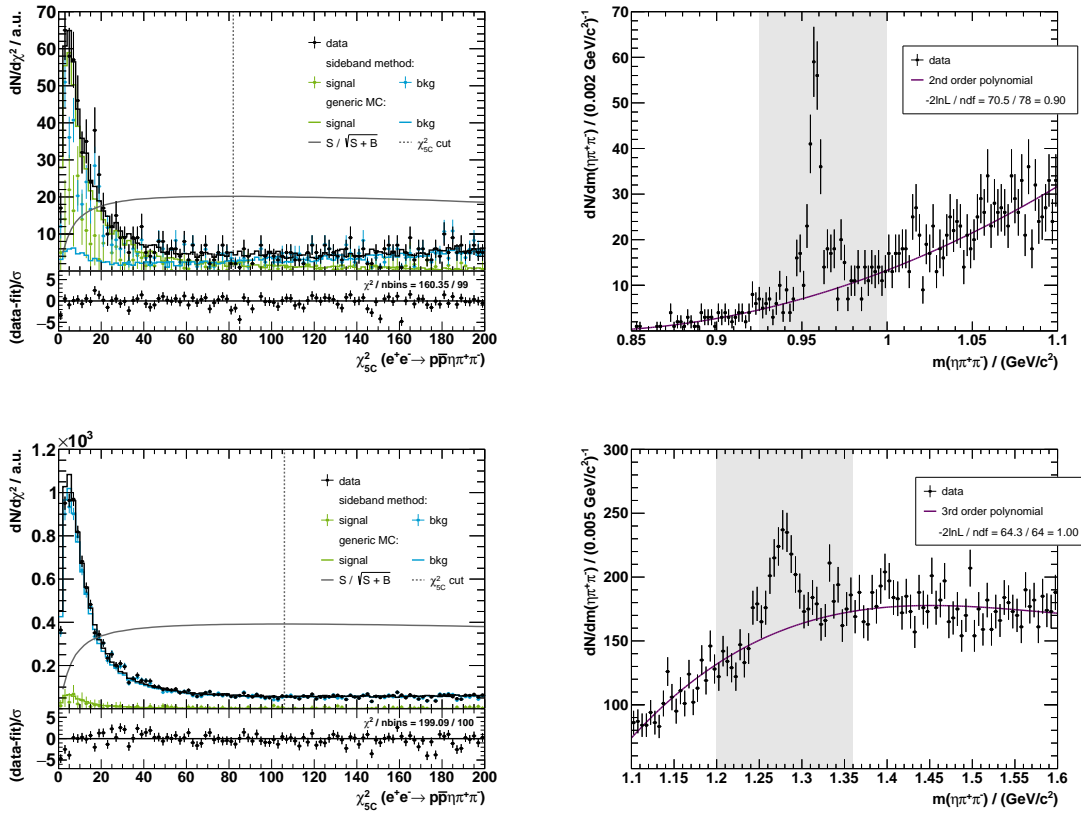 dN/dχ² / a.u.
70
60
50
40
30
20
10
data
sideband method:
signal bkg
generic MC:
signal bkg
S / √S + B χ²5C cut
(data-fit)/σ
5
0
−5
χ² / nbins = 160.35 / 99
0 20 40 60 80 100 120 140 160 180 200
χ²5C (e⁺e⁻→ pp̅ηπ⁺π⁻)
dN/dm(ηπ⁺π⁻) / (0.002 GeV/c²)⁻¹
70
60
50
40
30
20
10
0
data
2nd order polynomial
-2lnL / ndf = 70.5 / 78 = 0.90
0.85 0.9 0.95 1 1.05 1.1
m(ηπ⁺π⁻) / (GeV/c²)
×10³
dN/dχ² / a.u.
1.2
1
0.8
0.6
0.4
0.2
data
sideband method:
signal bkg
generic MC:
signal bkg
S / √S + B χ²5C cut
(data-fit)/σ
5
0
−5
χ² / nbins = 199.09 / 100
0 20 40 60 80 100 120 140 160 180 200
χ²5C (e⁺e⁻→ pp̅ηπ⁺π⁻)
dN/dm(ηπ⁺π⁻) / (0.005 GeV/c²)⁻¹
300
250
200
150
100
data
3rd order polynomial
-2lnL / ndf = 64.3 / 64 = 1.00
1.1 1.15 1.2 1.25 1.3 1.35 1.4 1.45 1.5 1.55 1.6
m(ηπ⁺π⁻) / (GeV/c²)